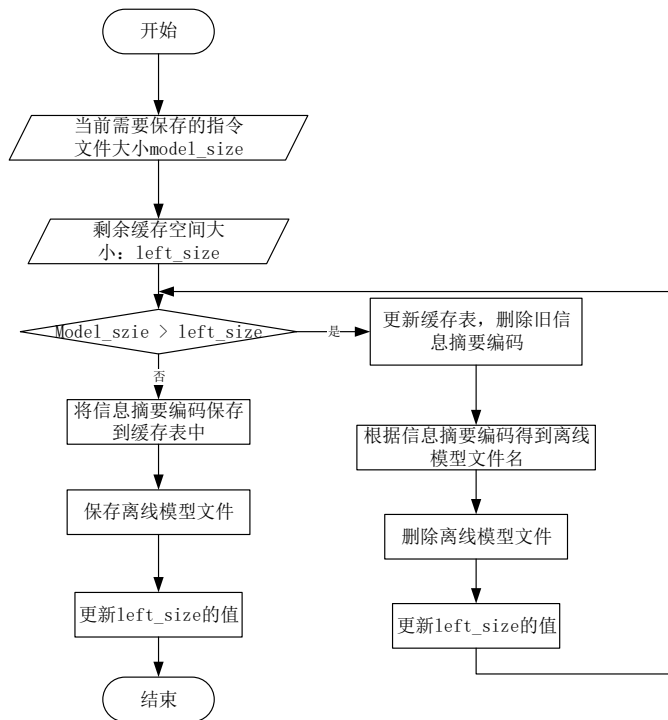 开始
当前需要保存的指令
文件大小model_size
剩余缓存空间大
小：left_size
Model_szie > left_size
是
否
将信息摘要编码保存
到缓存表中
保存离线模型文件
更新left_size的值
结束
更新缓存表，删除旧信
息摘要编码
根据信息摘要编码得到离线
模型文件名
删除离线模型文件
更新left_size的值